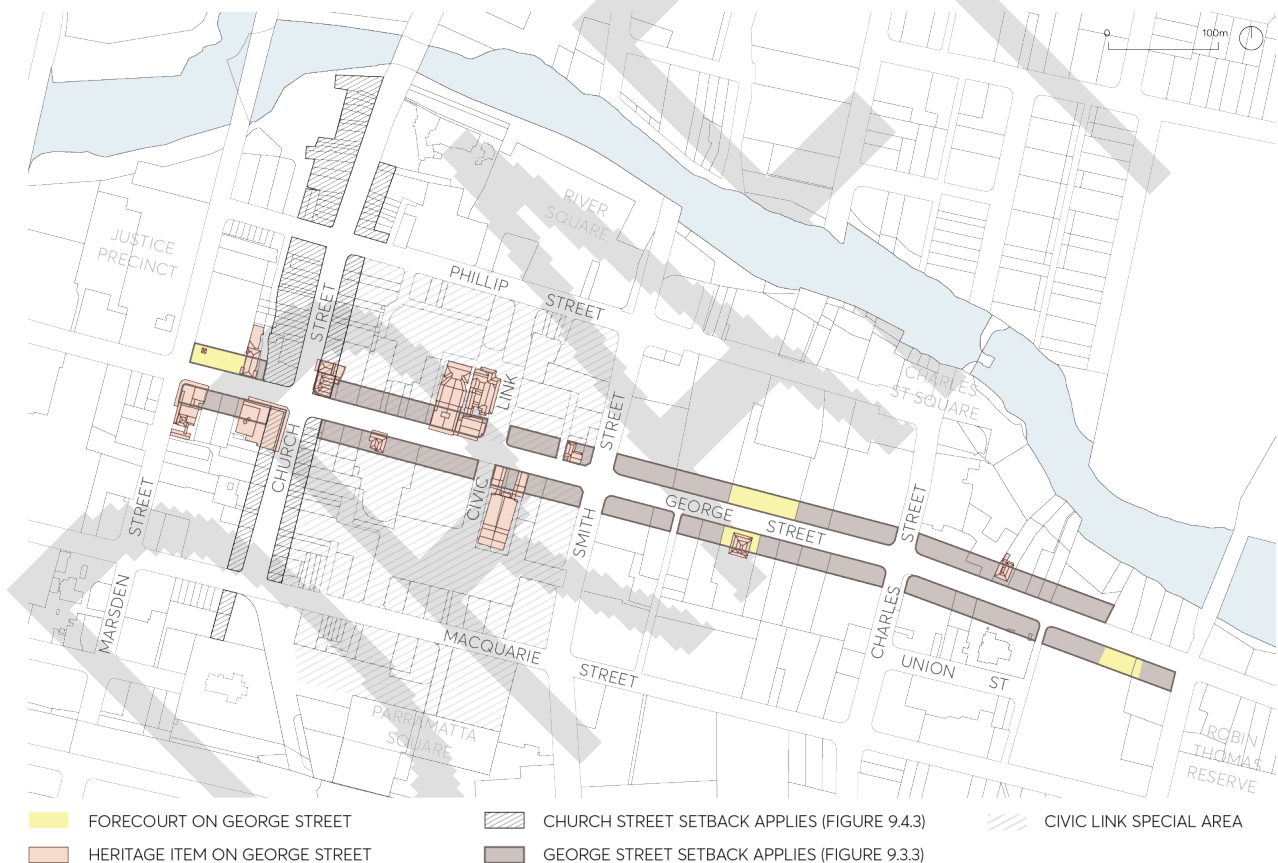 0 100m
RIVER
SQUARE
JUSTICE
PRECINCT
PHILLIP STREET
STREET
CHARLES
ST SQUARE
LINK
STREET
CHURCH
CIVIC
STREET
GEORGE STREET
STREET
SMITH
MARSDEN
CHARLES
MACQUARIE STREET
UNION ST
PARRAMATTA
SQUARE
ROBIN
THOMAS
RESERVE
FORECOURT ON GEORGE STREET
CHURCH STREET SETBACK APPLIES (FIGURE 9.4.3)
CIVIC LINK SPECIAL AREA
HERITAGE ITEM ON GEORGE STREET
GEORGE STREET SETBACK APPLIES (FIGURE 9.3.3)